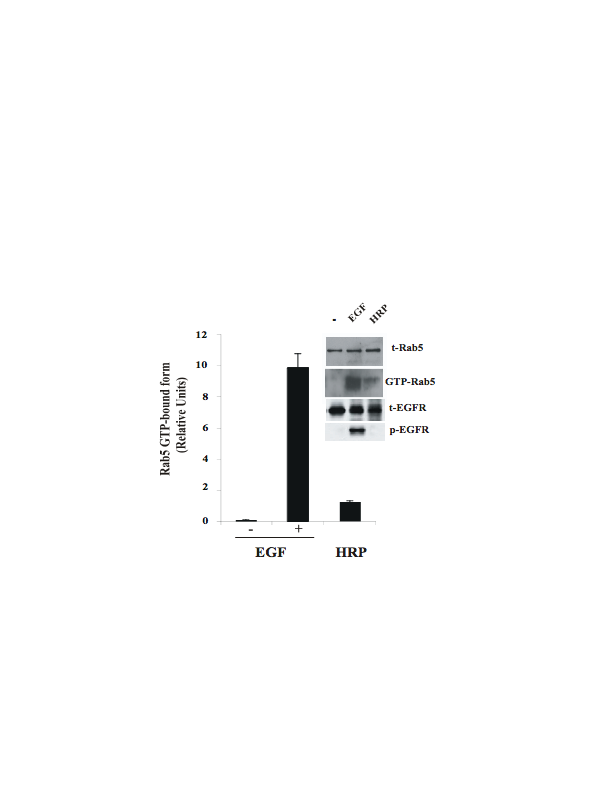 - EGF HRP
t-Rab5
GTP-Rab5
t-EGFR
p-EGFR
Rab5 GTP-bound form
(Relative Units)
12
10
8
6
4
2
0
- +
EGF HRP